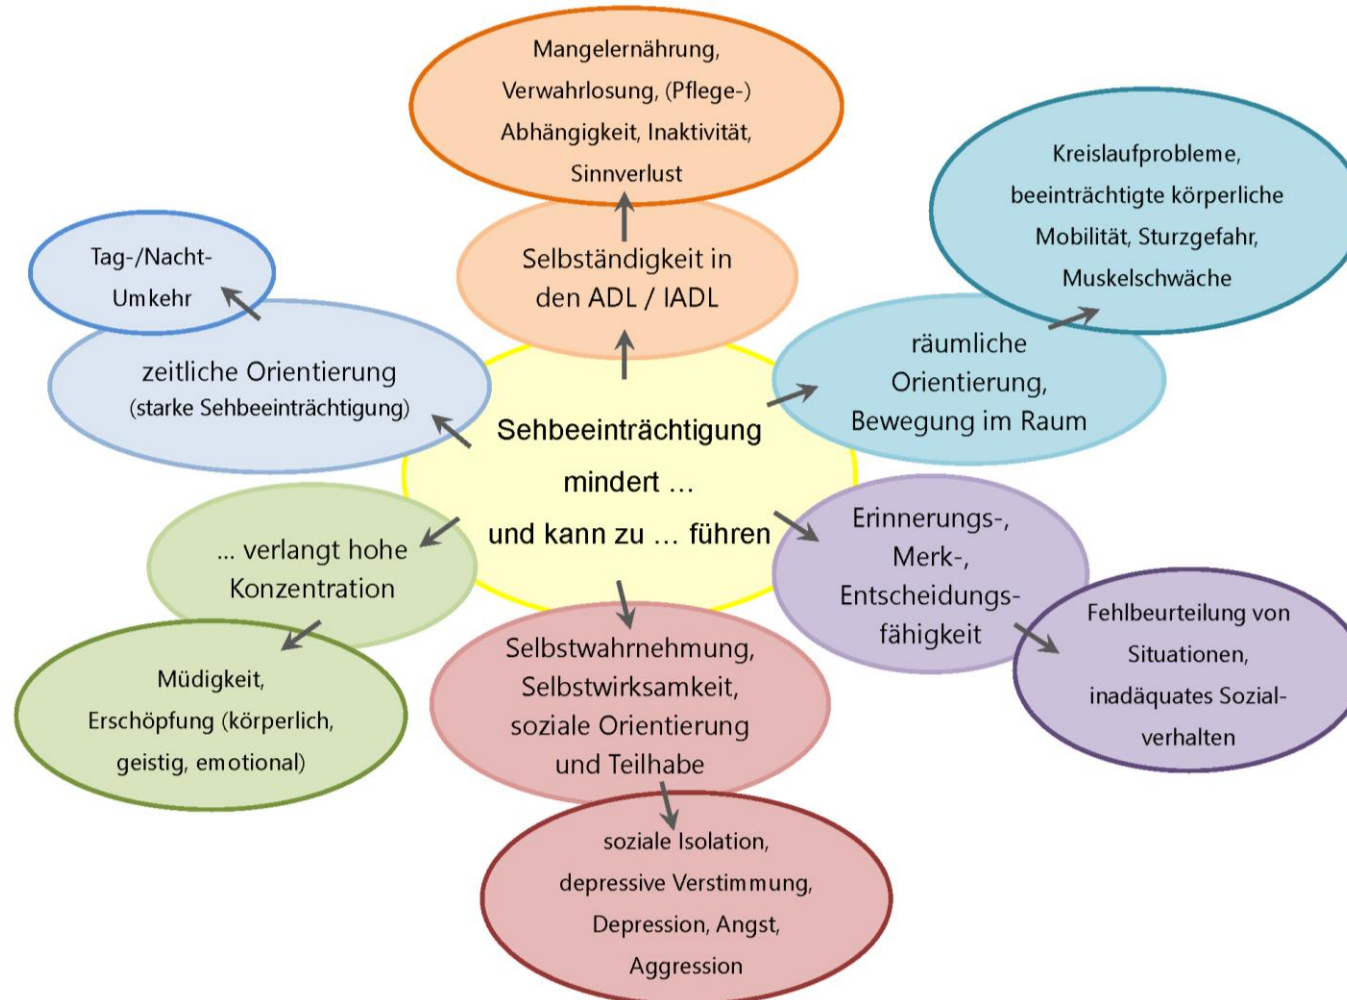 Mangelernährung,
Verwahrlosung, (Pflege-)
Abhängigkeit, Inaktivität,
Sinnverlust
Selbständigkeit in
den ADL / IADL
Kreislaufprobleme,
beeinträchtigte körperliche
Mobilität, Sturzgefahr,
Muskelschwäche
räumliche
Orientierung,
Bewegung im Raum
Tag-/Nacht-
Umkehr
zeitliche Orientierung
(starke Sehbeeinträchtigung)
Sehbeeinträchtigung
mindert ...
und kann zu ... führen
... verlangt hohe
Konzentration
Müdigkeit,
Erschöpfung (körperlich,
geistig, emotional)
Erinnerungs-,
Merk-,
Entscheidungs-
fähigkeit
Fehlbeurteilung von
Situationen,
inadäquates Sozial-
verhalten
Selbstwahrnehmung,
Selbstwirksamkeit,
soziale Orientierung
und Teilhabe
soziale Isolation,
depressive Verstimmung,
Depression, Angst,
Aggression